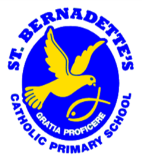 ST. BERNADETTE'S
GRATIA PROFICERE
CATHOLIC PRIMARY SCHOOL